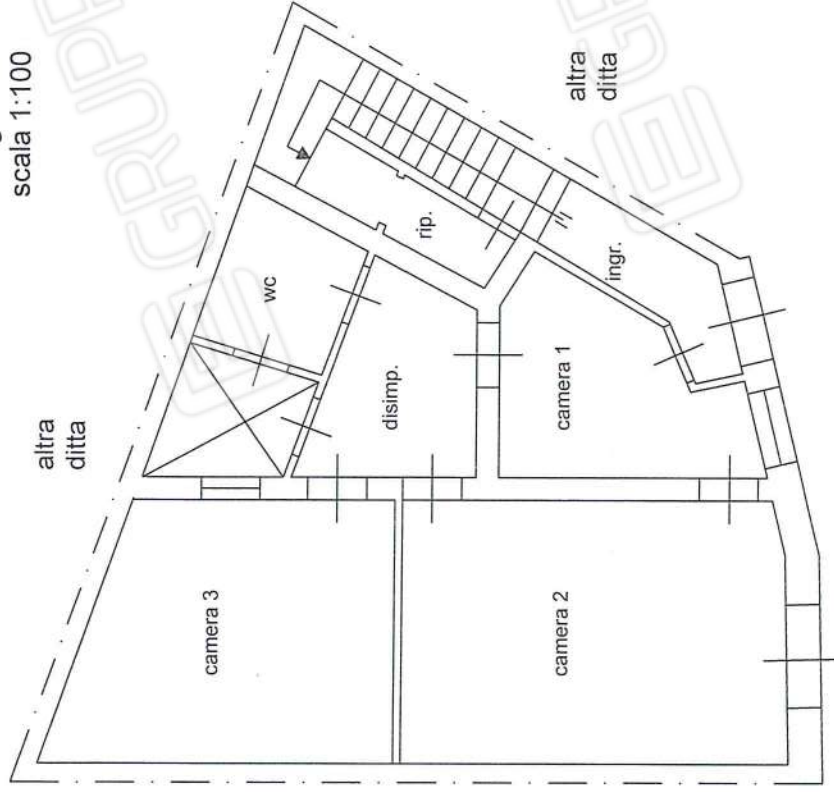 scala 1:100
altra
ditta
altra
ditta
wc
rip.
ingr.
disimp.
camera 1
camera 3
camera 2